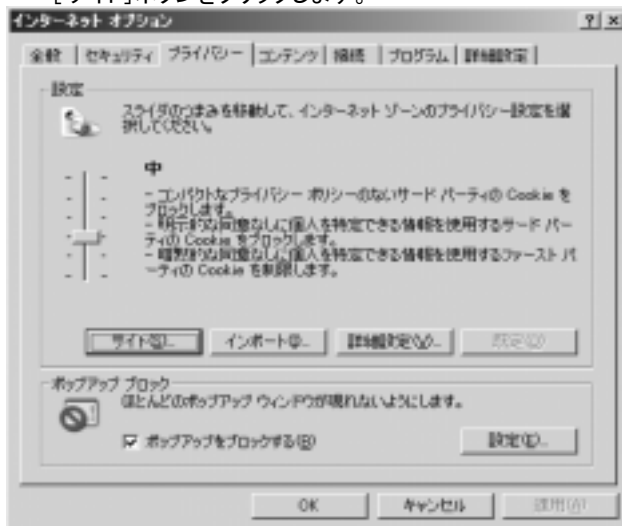 [サイト]ボタンをクリックします。
インターネット オプション
全般 セキュリティ プライバシー コンテンツ 接続 プログラム 詳細設定
設定
スライダのつまみを移動して、インターネット ゾーンのプライバシー設定を選
択してください。
中
- コンパクトなプライバシー ポリシーのないサード パーティの Cookie を
ブロックします。
- 明示的な同意なしに個人を特定できる情報を使用するサード パー
ティの Cookie をブロックします。
- 暗黙的な同意なしに個人を特定できる情報を使用するファースト パ
ーティの Cookie を制限します。
サイト(S)... インポート(I)... 詳細設定(V)... 既定(D)
ポップアップ ブロック
ほとんどのポップアップ ウィンドウが現れないようにします。
ポップアップをブロックする(B) 設定(E)...
OK キャンセル 適用(A)